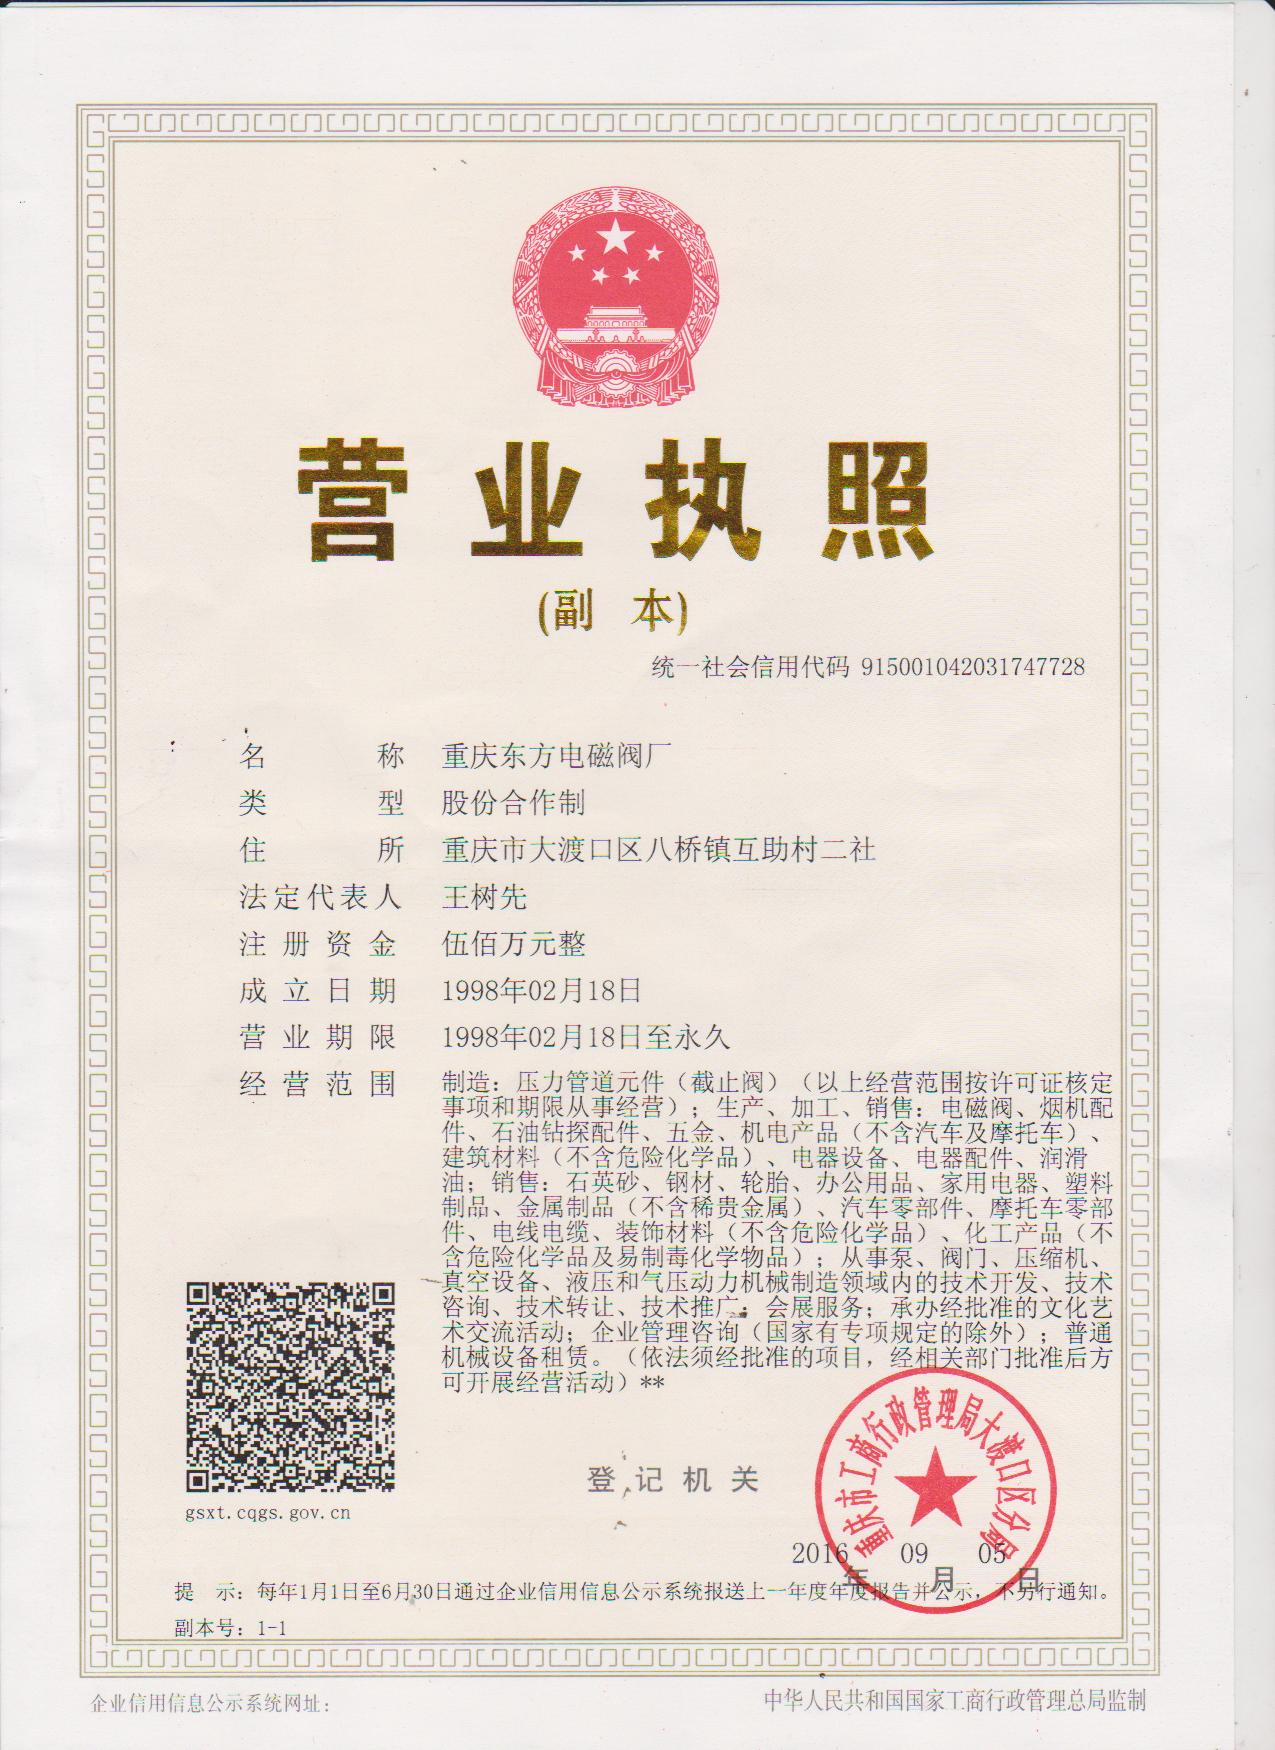 营业执照
(副 本)
统一社会信用代码 915001042031747728
名 称 重庆东方电磁阀厂
类 型 股份合作制
住 所 重庆市大渡口区八桥镇互助村二社
法定代表人 王树先
注册资金 伍佰万元整
成立日期 1998年02月18日
营业期限 1998年02月18日至永久
经营范围 制造：压力管道元件（截止阀）（以上经营范围按许可证核定
事项和期限从事经营）；生产、加工、销售：电磁阀、烟机配
件、石油钻探配件、五金、机电产品（不含汽车及摩托车）、
建筑材料（不含危险化学品）、电器设备、电器配件、润滑
油；销售：石英砂、钢材、轮胎、办公用品、家用电器、塑料
制品、金属制品（不含稀贵金属）、汽车零部件、摩托车零部
件、电线电缆、装饰材料（不含危险化学品）、化工产品（不
含危险化学品及易制毒化学物品）；从事泵、阀门、压缩机、
真空设备、液压和气压动力机械制造领域内的技术开发、技术
咨询、技术转让、技术推广；会展服务；承办经批准的文化艺
术交流活动；企业管理咨询（国家有专项规定的除外）；普通
机械设备租赁。（依法须经批准的项目，经相关部门批准后方
可开展经营活动）**
gsxt.cqgs.gov.cn
登记机关
重庆市工商行政管理局大渡口区分局
2016年09月05日
提 示：每年1月1日至6月30日通过企业信用信息公示系统报送上一年度年度报告并公示，不另行通知。
副本号：1-1
企业信用信息公示系统网址：
中华人民共和国国家工商行政管理总局监制